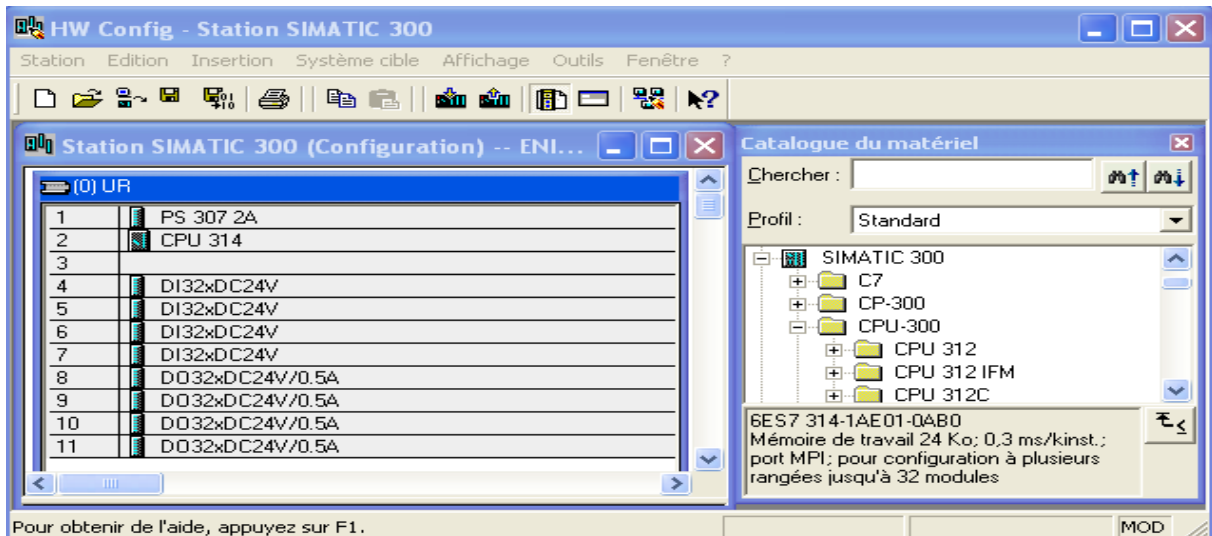 HW Config - Station SIMATIC 300
Station Edition Insertion Système cible Affichage Outils Fenêtre ?
Station SIMATIC 300 (Configuration) -- ENI...
(0) UR
1 PS 307 2A
2 CPU 314
3
4 DI32xDC24V
5 DI32xDC24V
6 DI32xDC24V
7 DI32xDC24V
8 DO32xDC24V/0.5A
9 DO32xDC24V/0.5A
10 DO32xDC24V/0.5A
11 DO32xDC24V/0.5A
Catalogue du matériel
Chercher :
Profil : Standard
SIMATIC 300
C7
CP-300
CPU-300
CPU 312
CPU 312 IFM
CPU 312C
6ES7 314-1AE01-0AB0
Mémoire de travail 24 Ko; 0,3 ms/kinst.;
port MPI; pour configuration à plusieurs
rangées jusqu'à 32 modules
Pour obtenir de l'aide, appuyez sur F1.
MOD